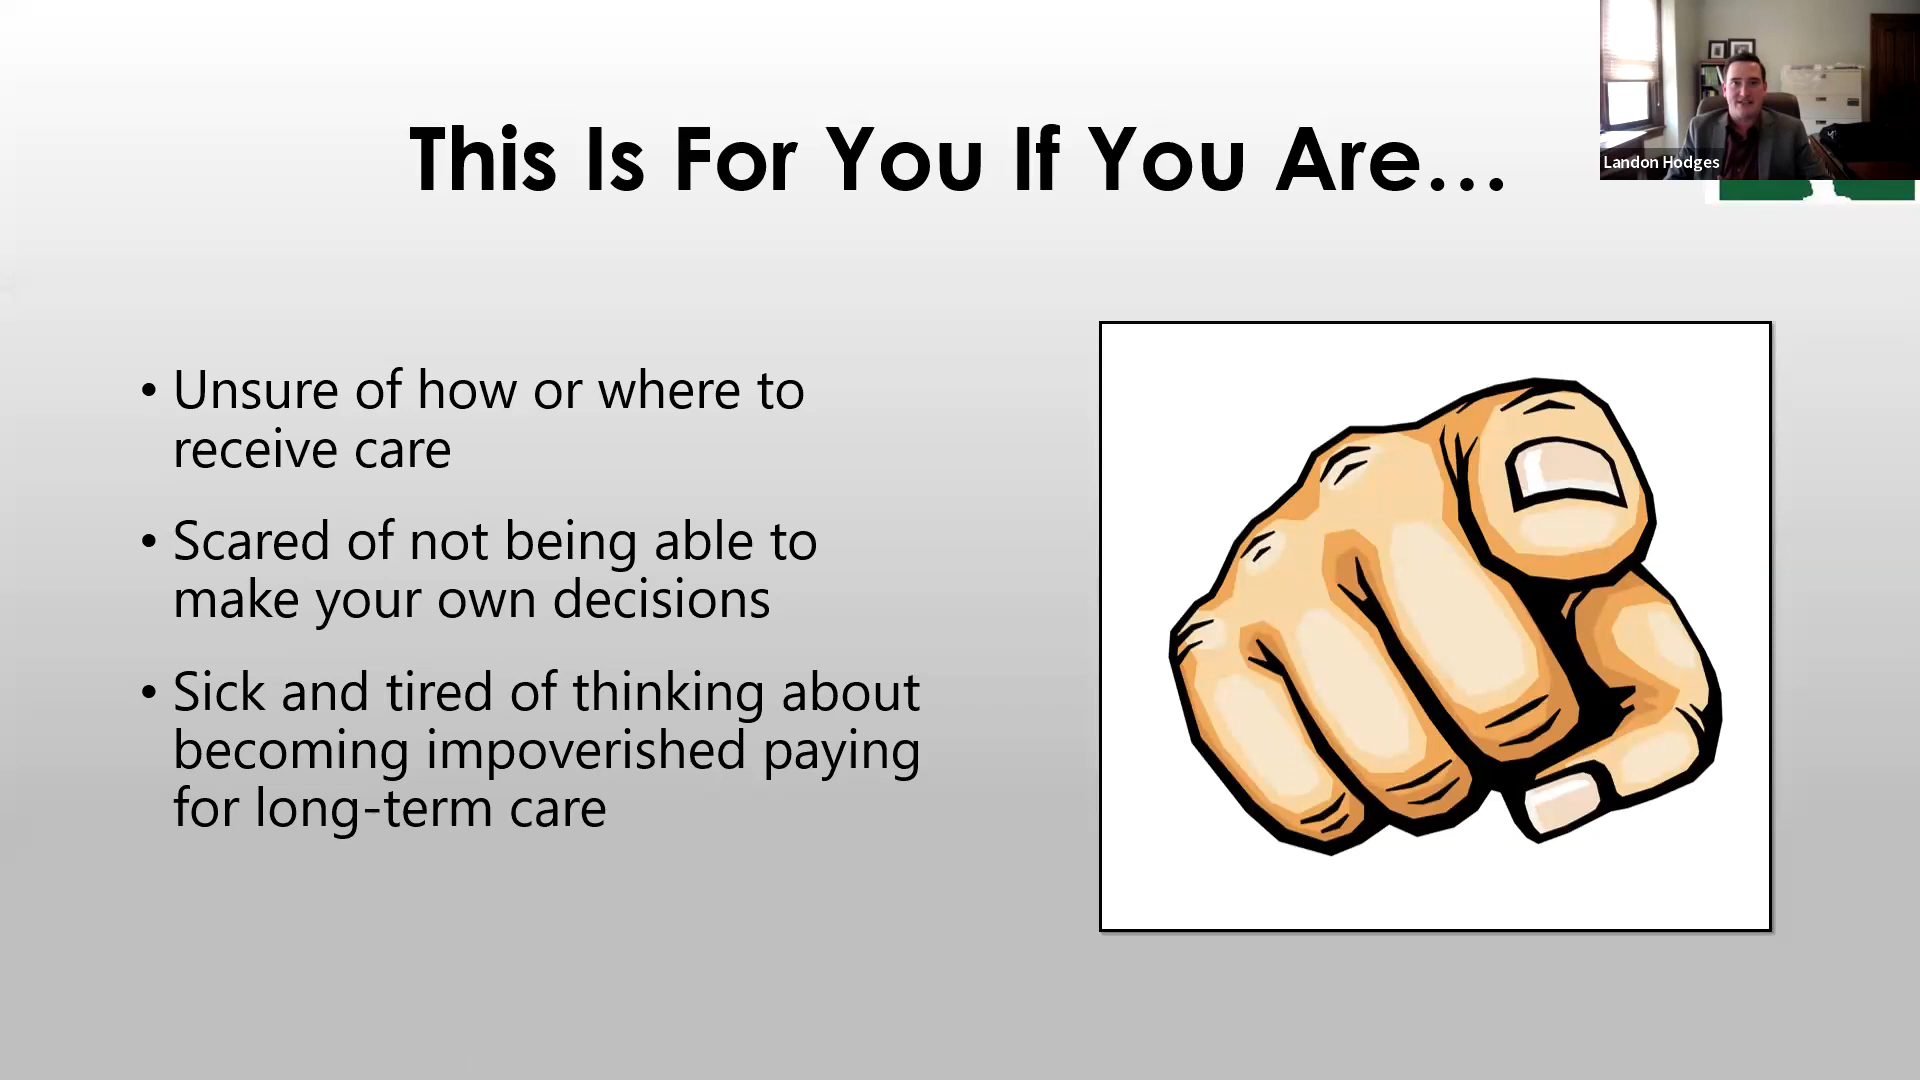 This Is For You If You Are…
Landon Hodges
• Unsure of how or where to
receive care
• Scared of not being able to
make your own decisions
• Sick and tired of thinking about
becoming impoverished paying
for long-term care